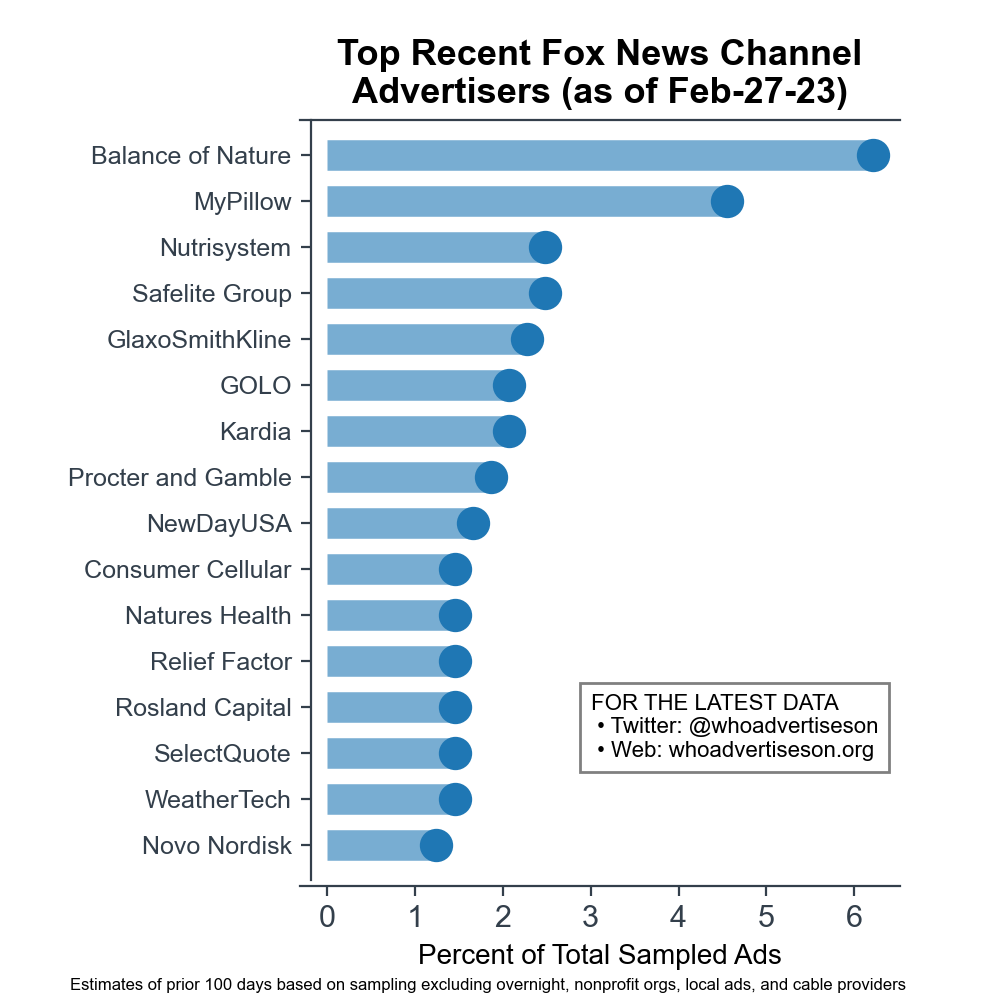 Top Recent Fox News Channel
Advertisers (as of Feb-27-23)
Balance of Nature
MyPillow
Nutrisystem
Safelite Group
GlaxoSmithKline
GOLO
Kardia
Procter and Gamble
NewDayUSA
Consumer Cellular
Natures Health
Relief Factor
Rosland Capital
SelectQuote
WeatherTech
Novo Nordisk
FOR THE LATEST DATA
• Twitter: @whoadvertiseson
• Web: whoadvertiseson.org
0 1 2 3 4 5 6
Percent of Total Sampled Ads
Estimates of prior 100 days based on sampling excluding overnight, nonprofit orgs, local ads, and cable providers